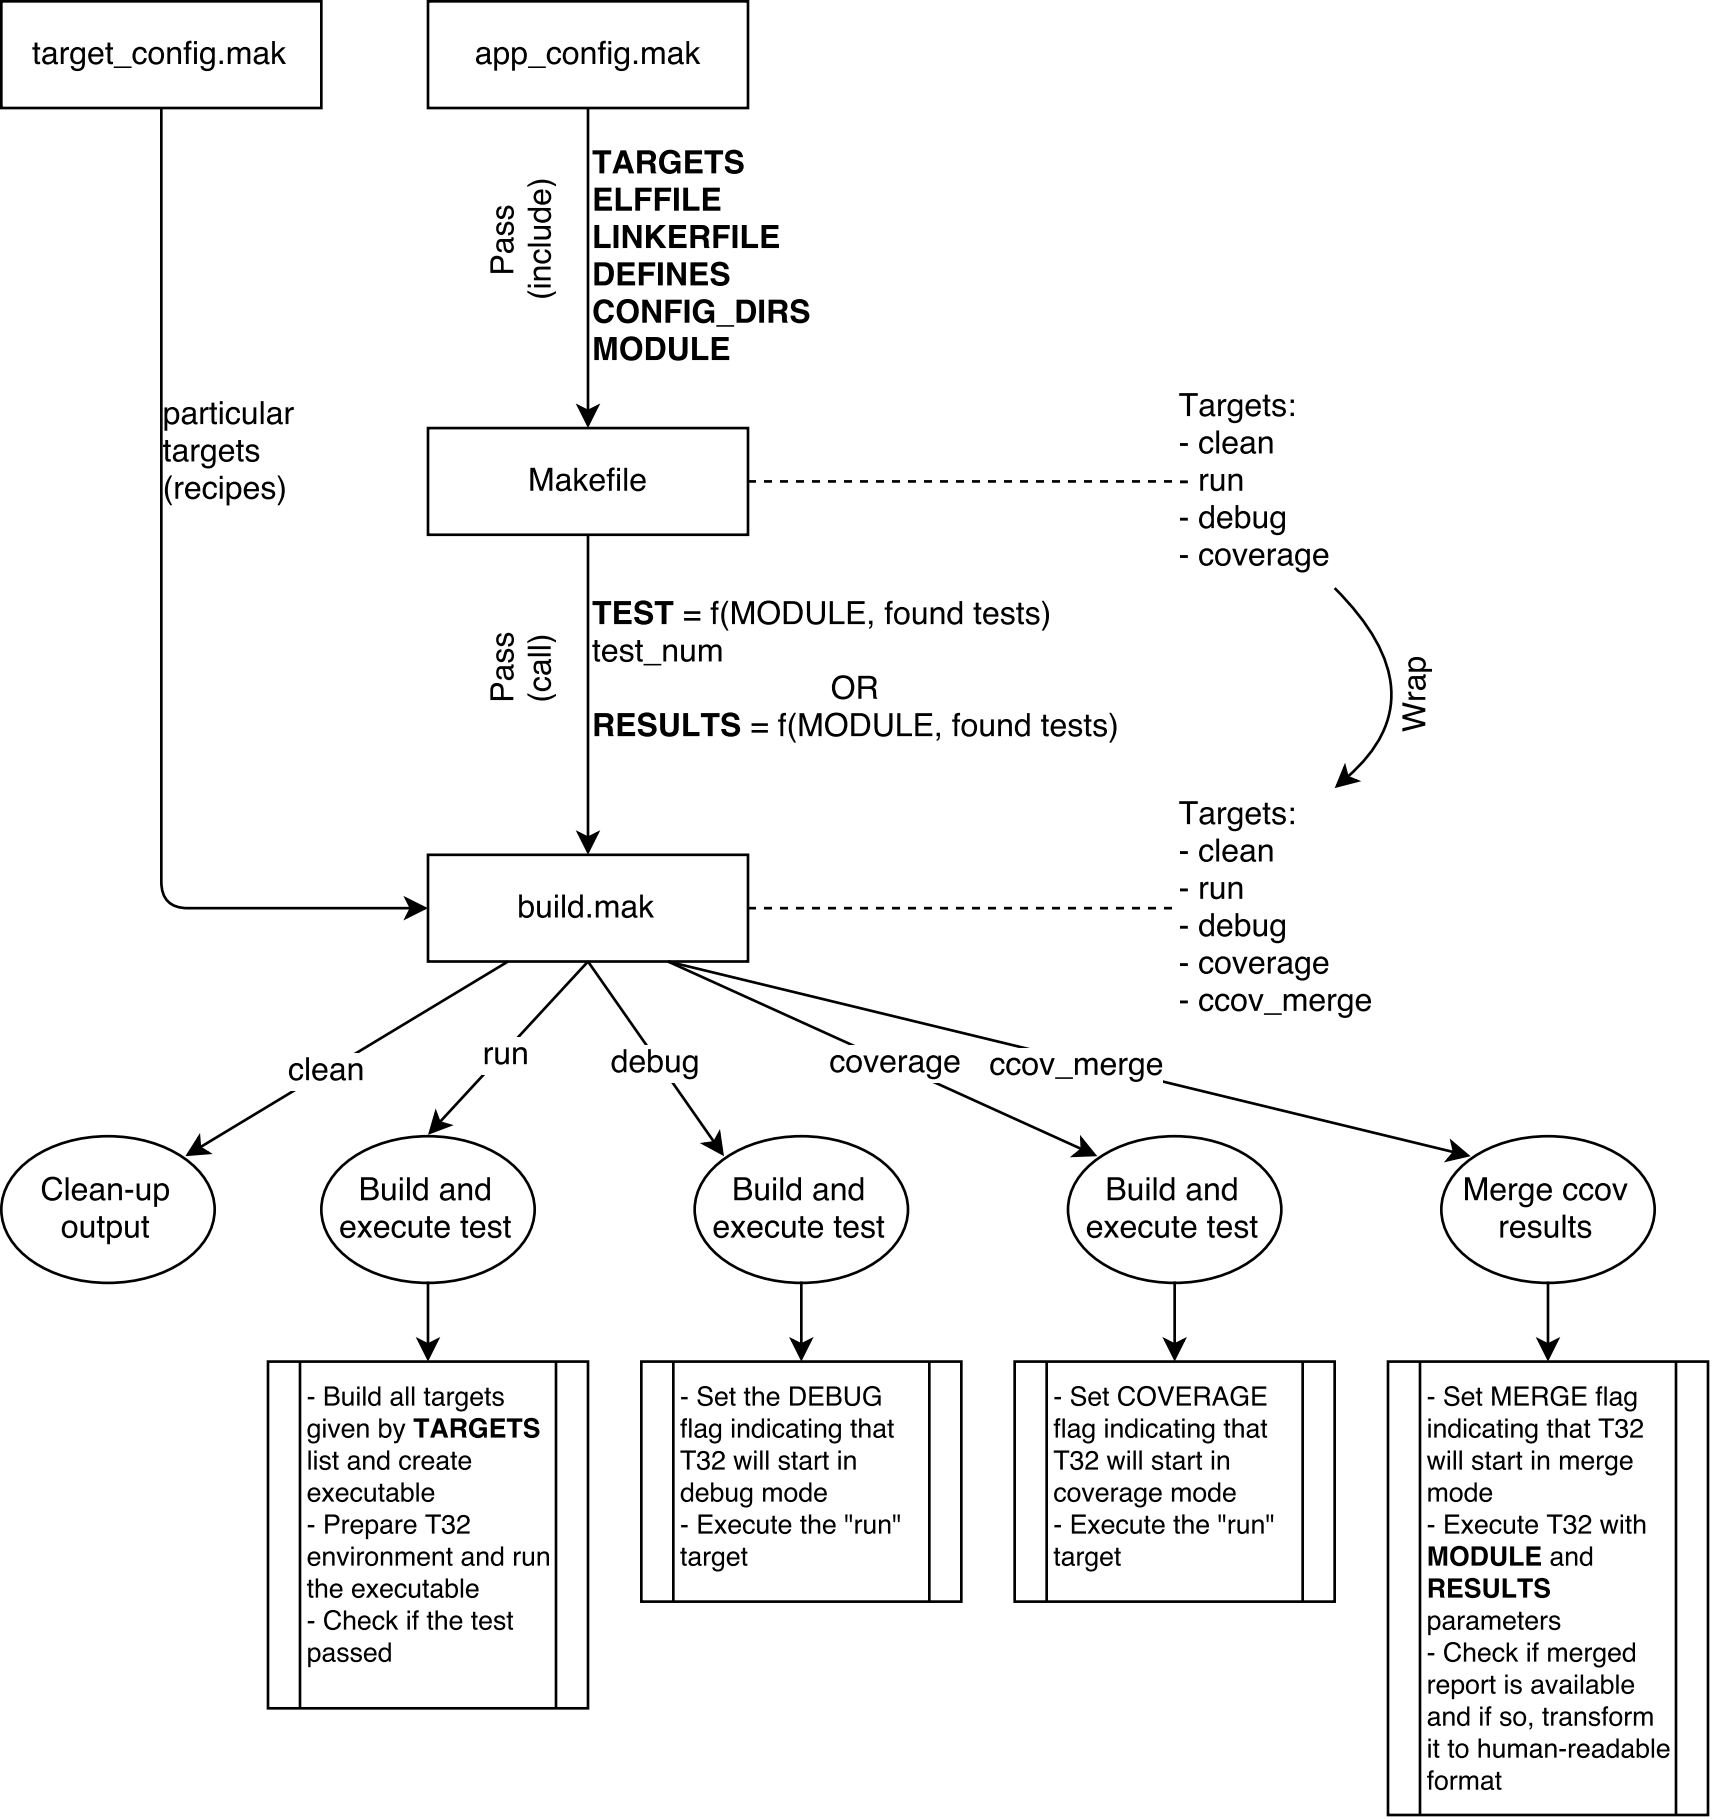 target_config.mak
app_config.mak
Pass
(include)
TARGETS
ELFFILE
LINKERFILE
DEFINES
CONFIG_DIRS
MODULE
particular
targets
(recipes)
Makefile
Targets:
- clean
- run
- debug
- coverage
Pass
(call)
TEST = f(MODULE, found tests)
test_num
OR
RESULTS = f(MODULE, found tests)
Wrap
build.mak
Targets:
- clean
- run
- debug
- coverage
- ccov_merge
clean
run
debug
coverage
ccov_merge
Clean-up
output
Build and
execute test
Build and
execute test
Build and
execute test
Merge ccov
results
- Build all targets
given by TARGETS
list and create
executable
- Prepare T32
environment and run
the executable
- Check if the test
passed
- Set the DEBUG
flag indicating that
T32 will start in
debug mode
- Execute the "run"
target
- Set COVERAGE
flag indicating that
T32 will start in
coverage mode
- Execute the "run"
target
- Set MERGE flag
indicating that T32
will start in merge
mode
- Execute T32 with
MODULE and
RESULTS
parameters
- Check if merged
report is available
and if so, transform
it to human-readable
format